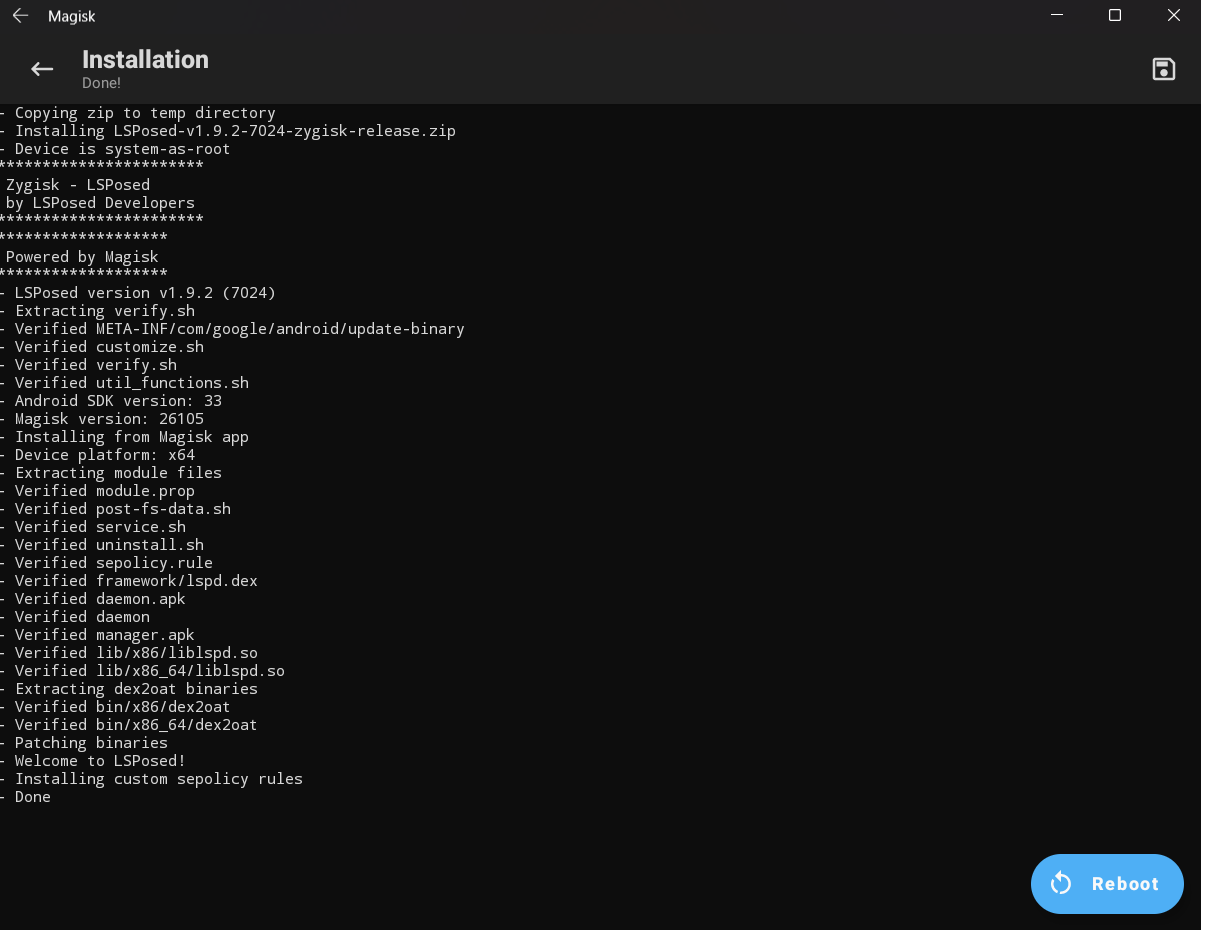 Magisk
Installation
Done!
- Copying zip to temp directory
- Installing LSPosed-v1.9.2-7024-zygisk-release.zip
- Device is system-as-root
***********************
Zygisk - LSPosed
by LSPosed Developers
***********************
*******************
Powered by Magisk
*******************
- LSPosed version v1.9.2 (7024)
- Extracting verify.sh
- Verified META-INF/com/google/android/update-binary
- Verified customize.sh
- Verified verify.sh
- Verified util_functions.sh
- Android SDK version: 33
- Magisk version: 26105
- Installing from Magisk app
- Device platform: x64
- Extracting module files
- Verified module.prop
- Verified post-fs-data.sh
- Verified service.sh
- Verified uninstall.sh
- Verified sepolicy.rule
- Verified framework/lspd.dex
- Verified daemon.apk
- Verified daemon
- Verified manager.apk
- Verified lib/x86/liblspd.so
- Verified lib/x86_64/liblspd.so
- Extracting dex2oat binaries
- Verified bin/x86/dex2oat
- Verified bin/x86_64/dex2oat
- Patching binaries
- Welcome to LSPosed!
- Installing custom sepolicy rules
- Done
Reboot